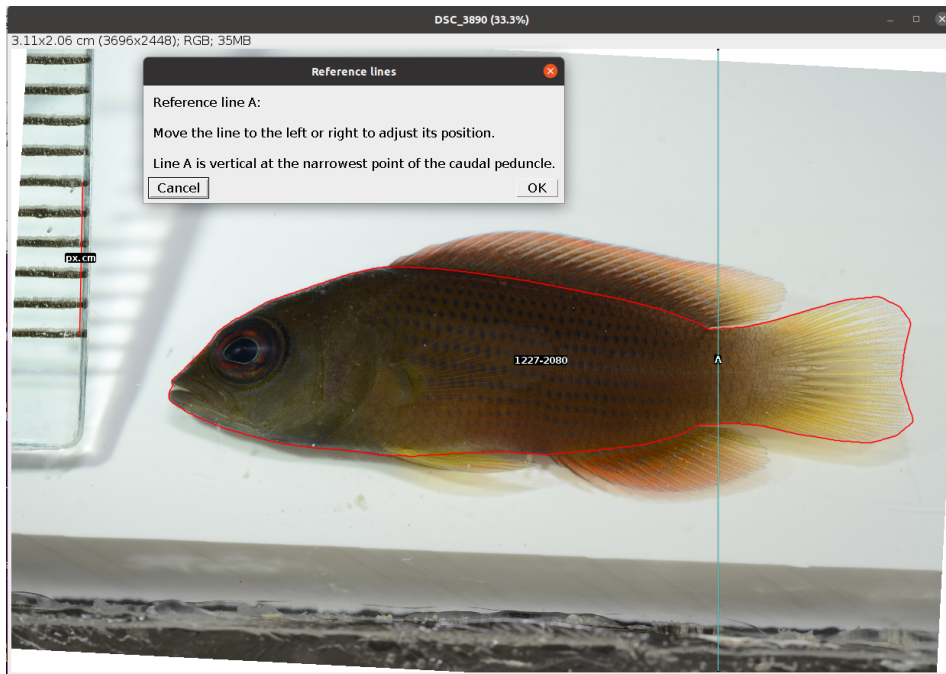 DSC_3890 (33.3%)
3.11x2.06 cm (3696x2448); RGB; 35MB
Reference lines
Reference line A:
Move the line to the left or right to adjust its position.
Line A is vertical at the narrowest point of the caudal peduncle.
Cancel
OK
px.cm
1227-2080
A